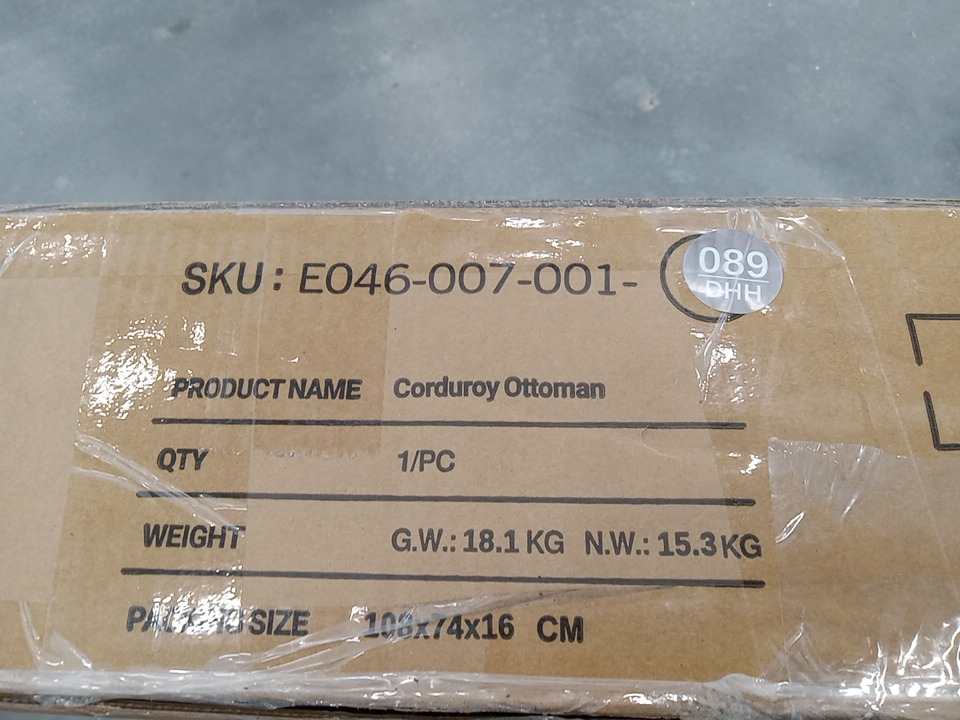 SKU : E046-007-001-
089
DHH
PRODUCT NAME Corduroy Ottoman
QTY 1/PC
WEIGHT G.W.: 18.1 KG N.W.: 15.3 KG
PACKING SIZE 108x74x16 CM